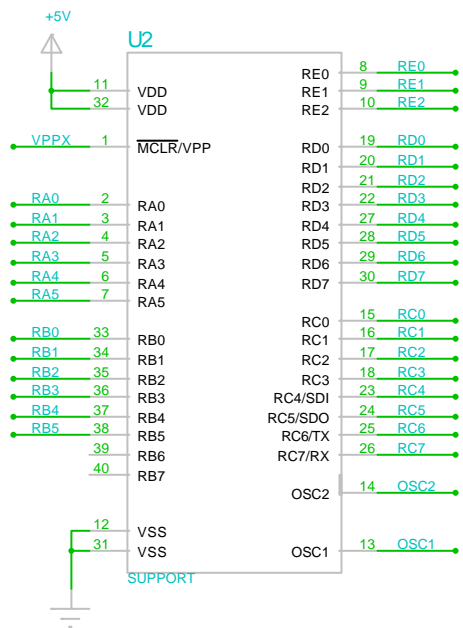 +5V
U2
11 VDD
32 VDD
VPPX 1 MCLR/VPP
RA0 2 RA0
RA1 3 RA1
RA2 4 RA2
RA3 5 RA3
RA4 6 RA4
RA5 7 RA5
RB0 33 RB0
RB1 34 RB1
RB2 35 RB2
RB3 36 RB3
RB4 37 RB4
RB5 38 RB5
39 RB6
40 RB7
12 VSS
31 VSS
RE0 8 RE0
RE1 9 RE1
RE2 10 RE2
RD0 19 RD0
RD1 20 RD1
RD2 21 RD2
RD3 22 RD3
RD4 27 RD4
RD5 28 RD5
RD6 29 RD6
RD7 30 RD7
RC0 15 RC0
RC1 16 RC1
RC2 17 RC2
RC3 18 RC3
RC4/SDI 23 RC4
RC5/SDO 24 RC5
RC6/TX 25 RC6
RC7/RX 26 RC7
OSC2 14 OSC2
OSC1 13 OSC1
SUPPORT